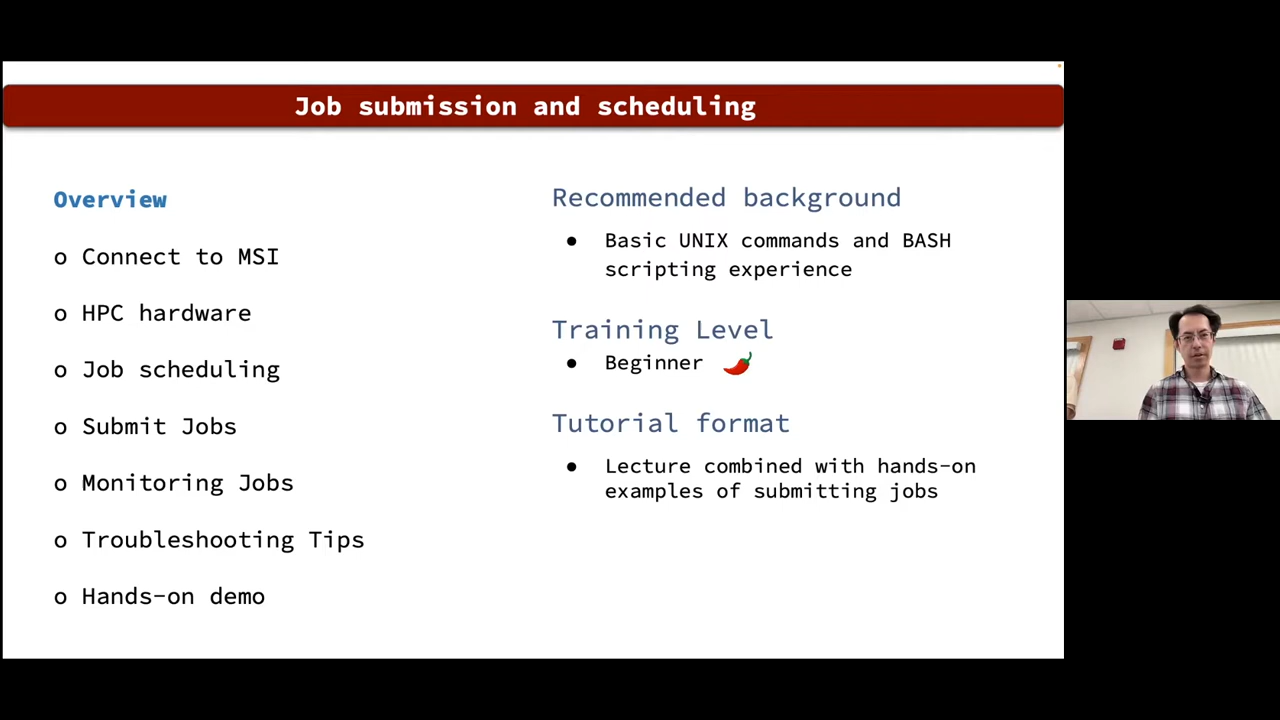 Job submission and scheduling
Overview
o Connect to MSI
o HPC hardware
o Job scheduling
o Submit Jobs
o Monitoring Jobs
o Troubleshooting Tips
o Hands-on demo
Recommended background
● Basic UNIX commands and BASH
scripting experience
Training Level
● Beginner 🌶️
Tutorial format
● Lecture combined with hands-on
examples of submitting jobs